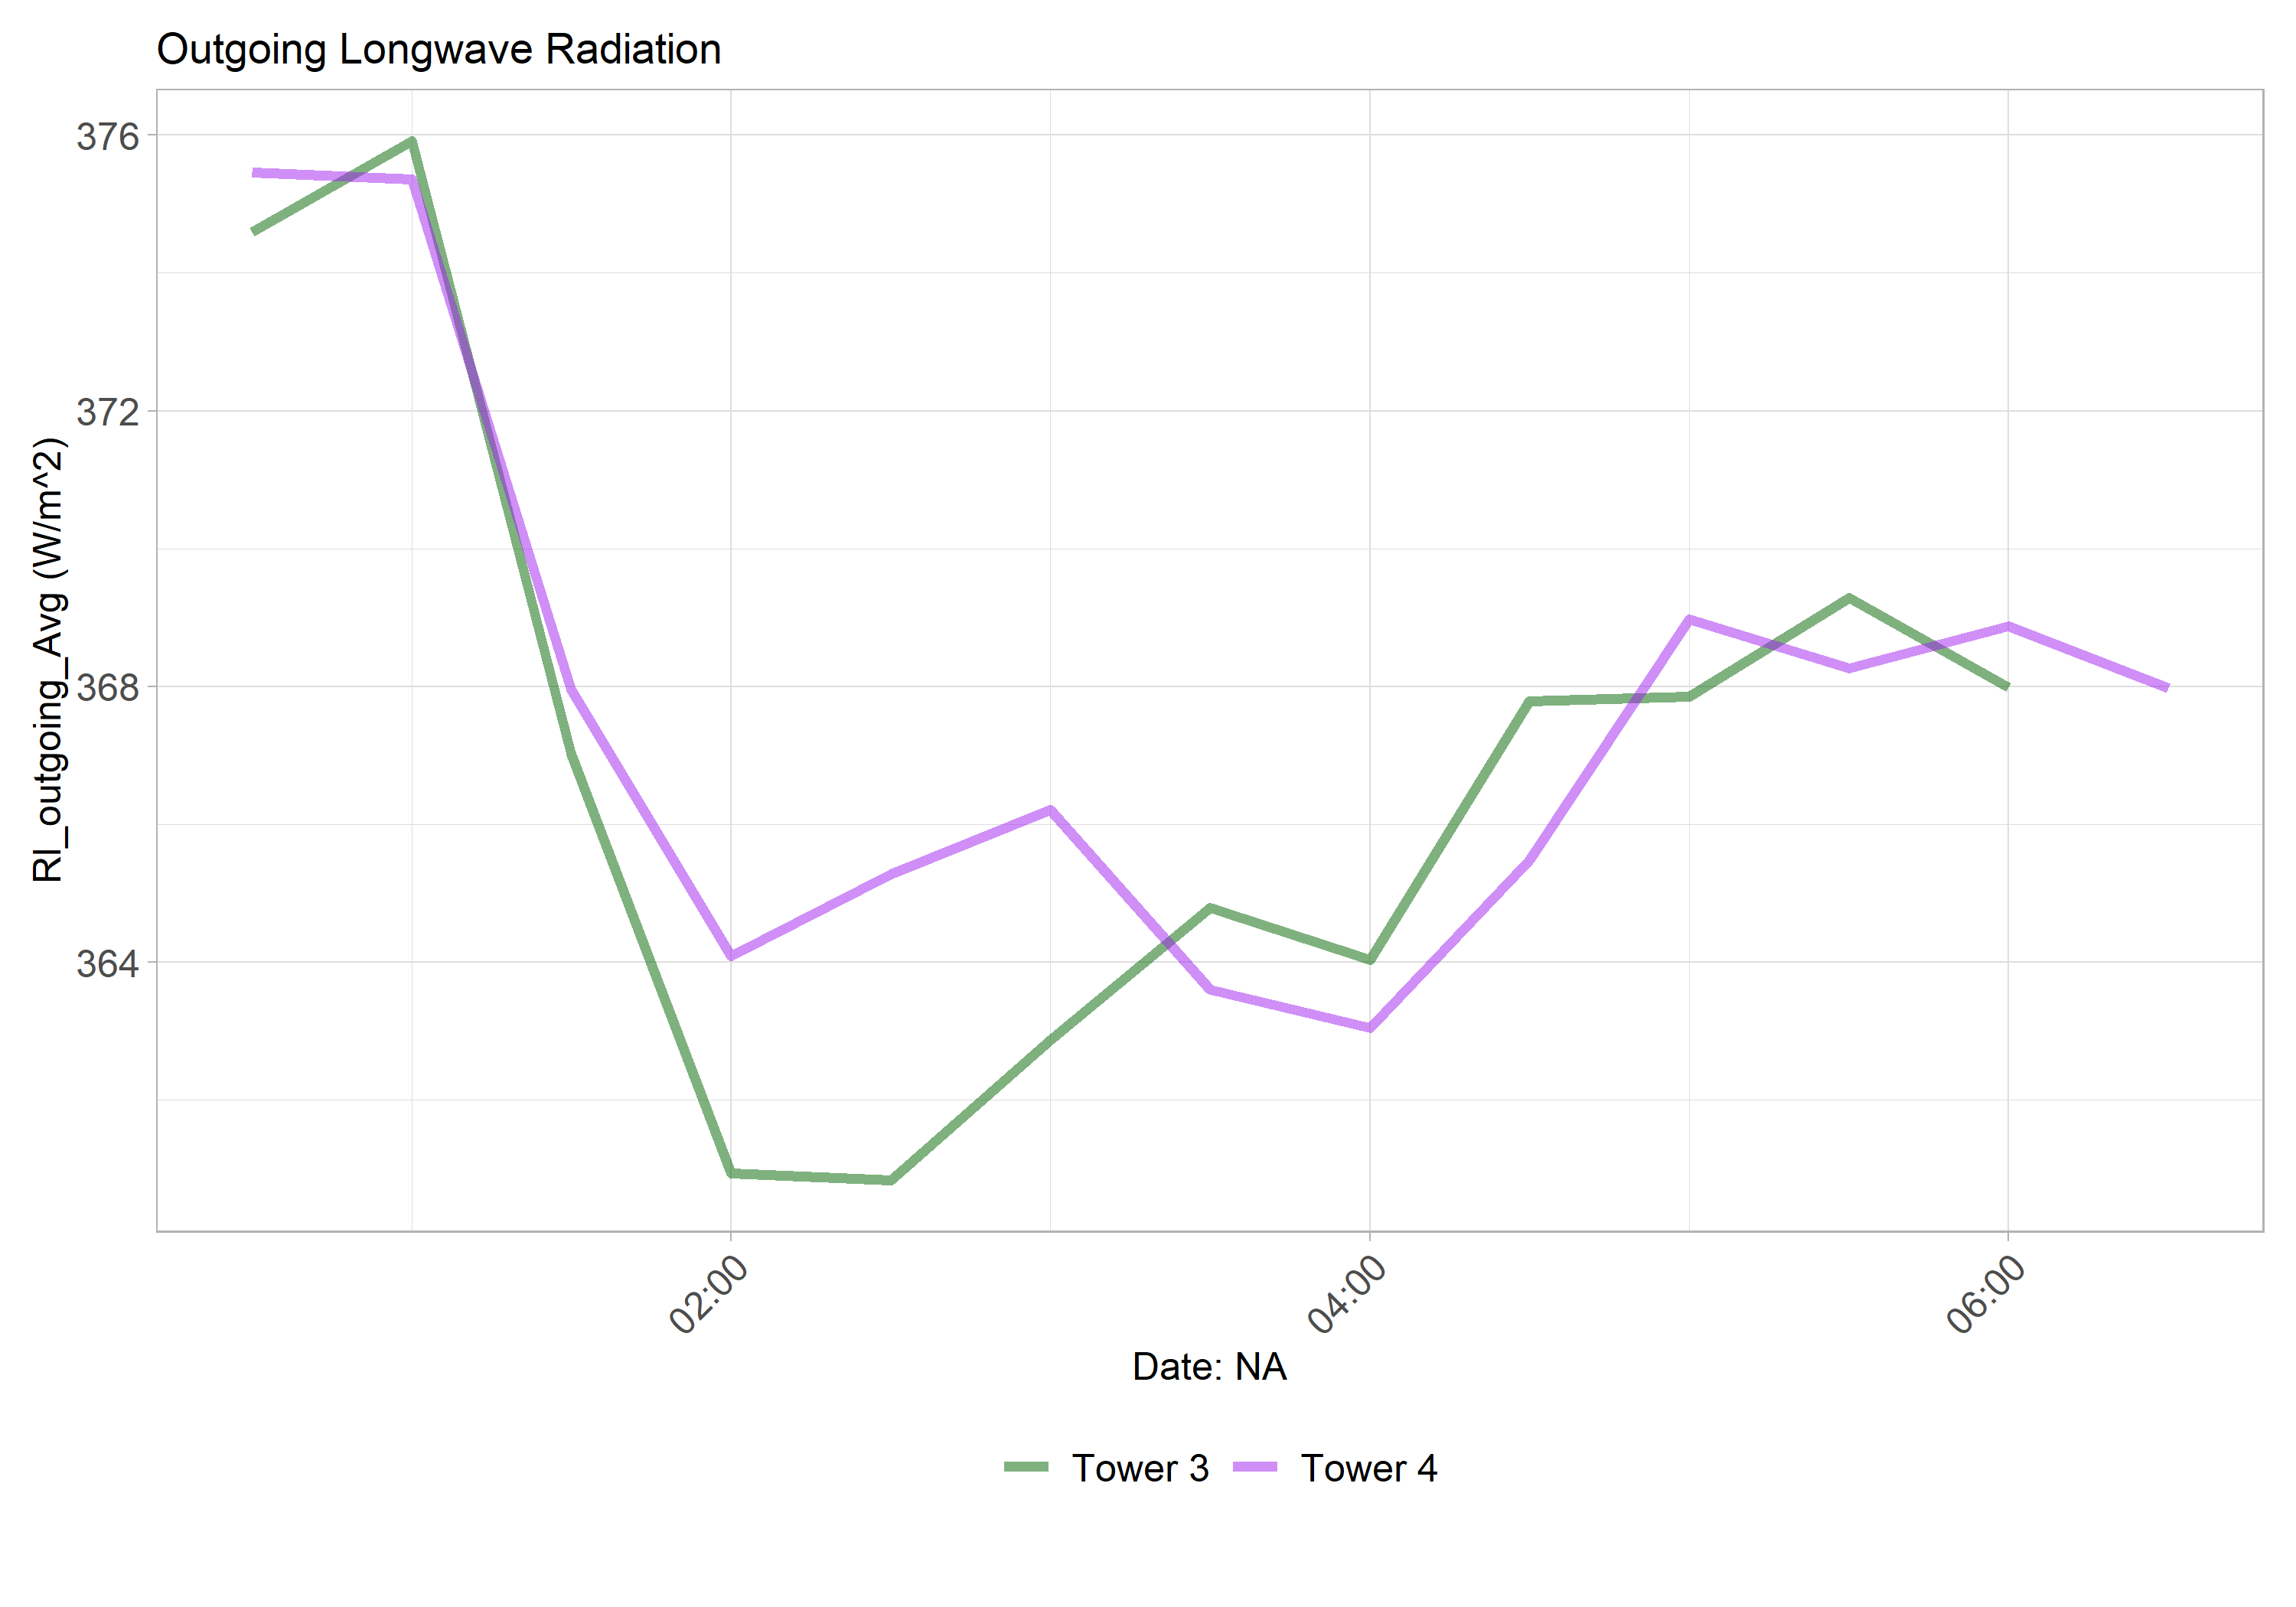 Outgoing Longwave Radiation
Rl_outgoing_Avg (W/m^2)
376
372
368
364
02:00
04:00
06:00
Date: NA
Tower 3
Tower 4